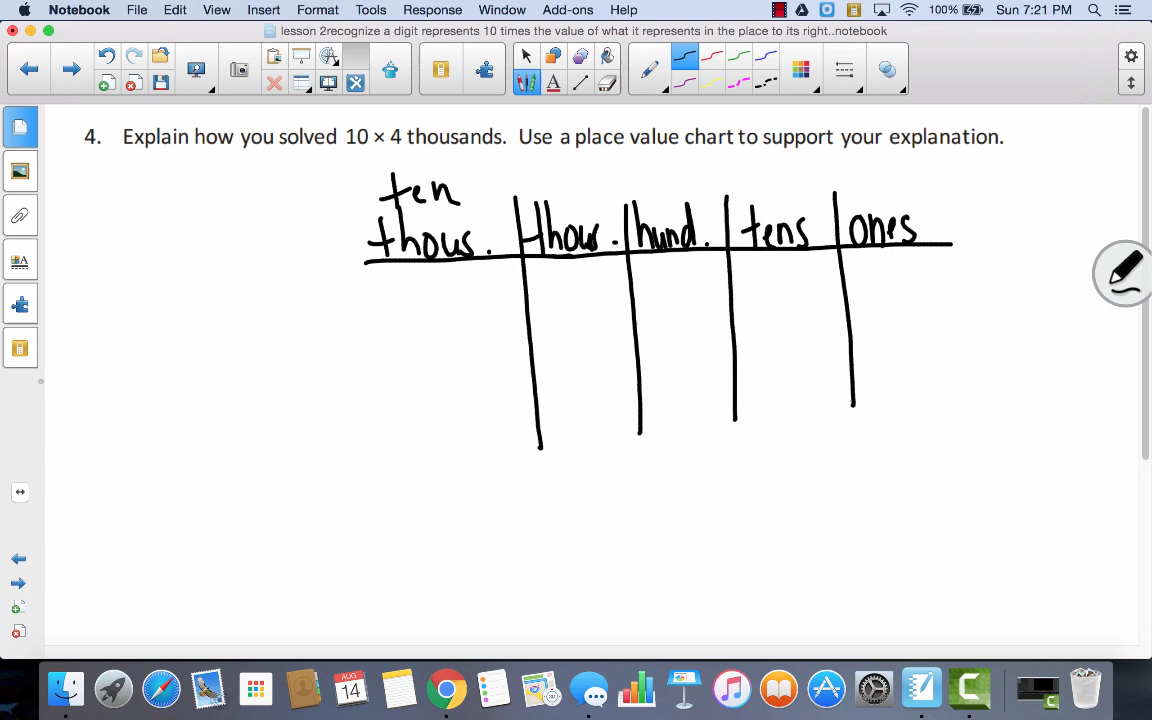 Notebook File Edit View Insert Format Tools Response Window Add-ons Help 100% Sun 7:21 PM
lesson 2recognize a digit represents 10 times the value of what it represents in the place to its right..notebook
4. Explain how you solved 10 × 4 thousands. Use a place value chart to support your explanation.
ten
thous. thous. hund. tens ones
AUG
14